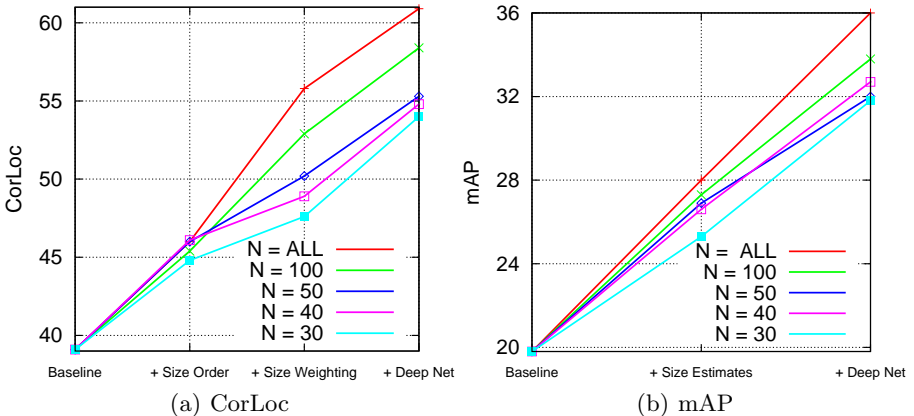 60
55
50
45
40
CorLoc
N = ALL
N = 100
N = 50
N = 40
N = 30
Baseline + Size Order + Size Weighting + Deep Net
(a) CorLoc
36
32
28
24
20
mAP
N = ALL
N = 100
N = 50
N = 40
N = 30
Baseline + Size Estimates + Deep Net
(b) mAP